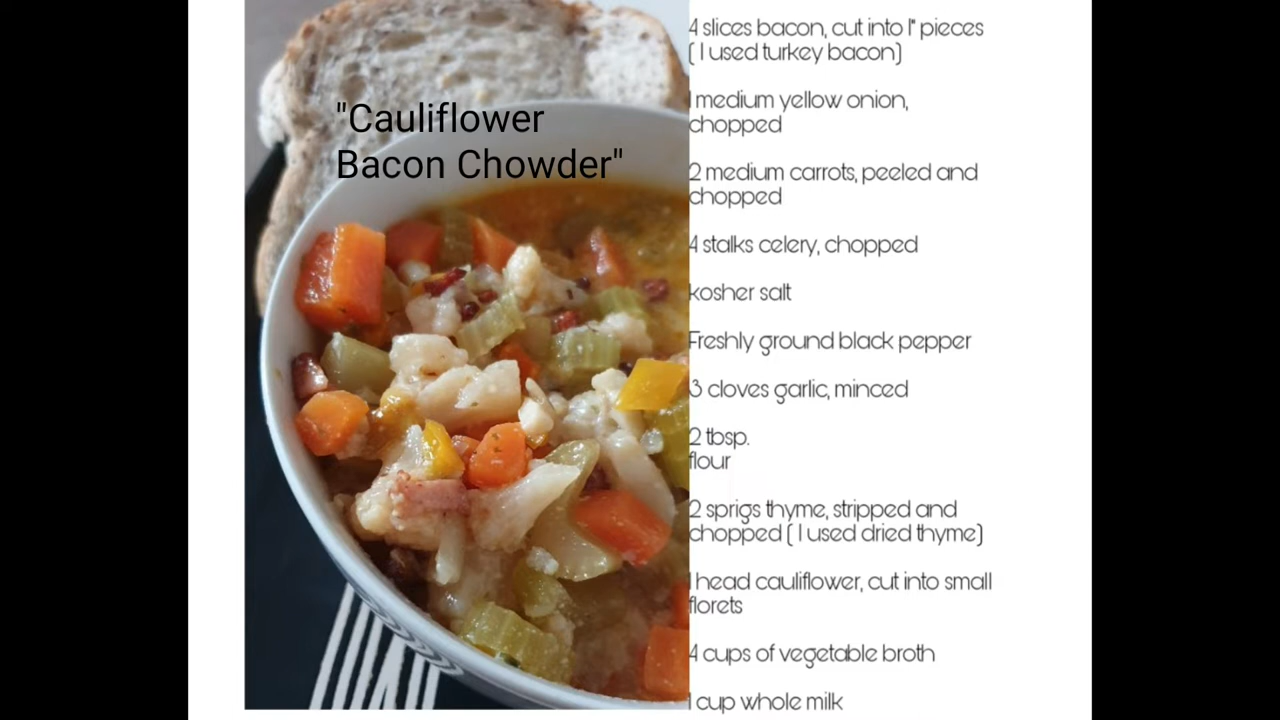 "Cauliflower
Bacon Chowder"
4 slices bacon, cut into 1" pieces
( I used turkey bacon)
1 medium yellow onion,
chopped
2 medium carrots, peeled and
chopped
4 stalks celery, chopped
kosher salt
Freshly ground black pepper
3 cloves garlic, minced
2 tbsp.
flour
2 sprigs thyme, stripped and
chopped ( I used dried thyme)
1 head cauliflower, cut into small
florets
4 cups of vegetable broth
1 cup whole milk